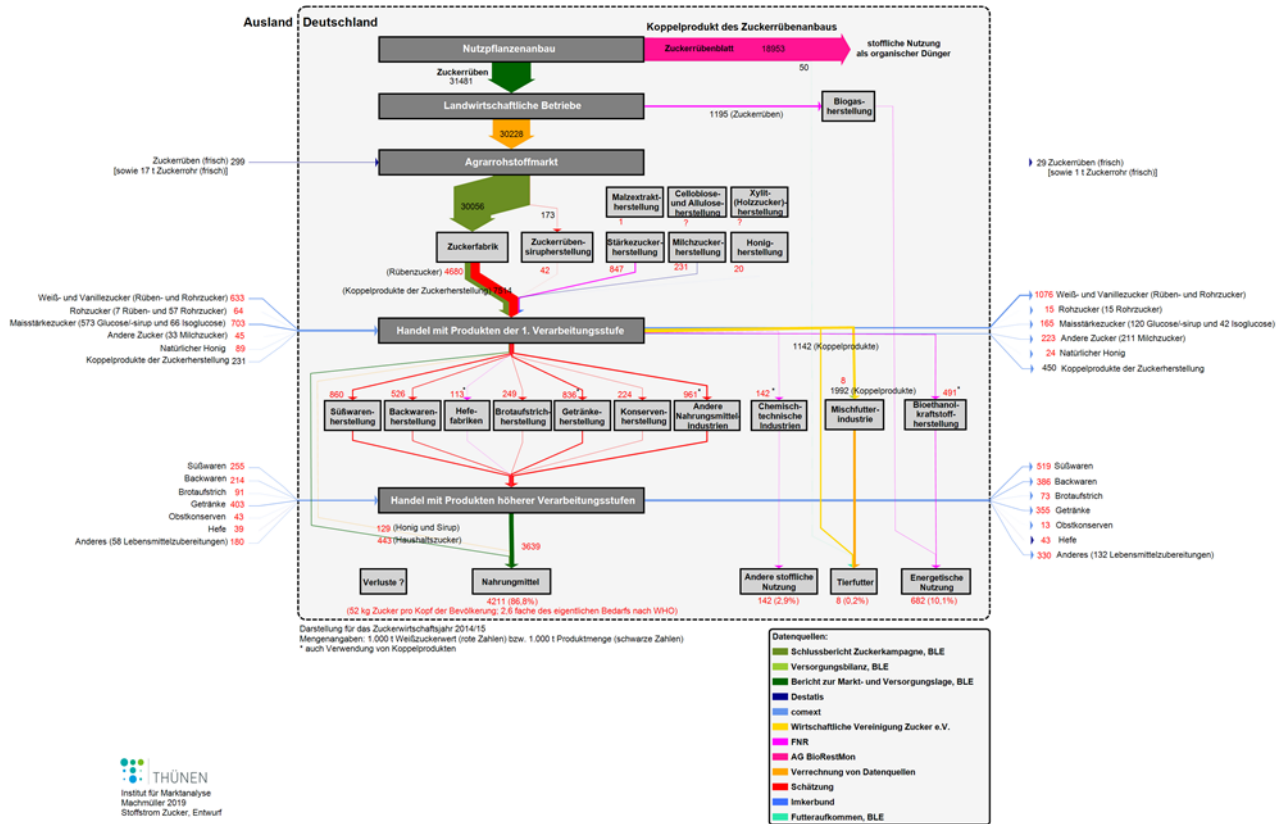 Ausland
Deutschland
Koppelprodukt des Zuckerrübenanbaus
Nutzpflanzenanbau
Zuckerrübenblatt 18953
stoffliche Nutzung
als organischer Dünger
50
Zuckerrüben
31481
Landwirtschaftliche Betriebe
1195 (Zuckerrüben)
Biogas-
herstellung
30228
Zuckerrüben (frisch) 299
[sowie 17 t Zuckerrohr (frisch)]
Agrarrohstoffmarkt
29 Zuckerrüben (frisch)
[sowie 1 t Zuckerrohr (frisch)]
30056
173
Malzextrakt-
herstellung
1
Cellobiose-
und Allulose-
herstellung
?
Xylit-
(Holzzucker)-
herstellung
?
Zuckerfabrik
Zuckerrüben-
sirupherstellung
Stärkezucker-
herstellung
Milchzucker-
herstellung
Honig-
herstellung
(Rübenzucker) 4680
42
847
231
20
(Koppelprodukte der Zuckerherstellung) 7514
Weiß- und Vanillezucker (Rüben- und Rohrzucker) 633
Rohzucker (7 Rüben- und 57 Rohrzucker) 64
Maisstärkezucker (573 Glucose/-sirup und 66 Isoglucose) 703
Andere Zucker (33 Milchzucker) 45
Natürlicher Honig 89
Koppelprodukte der Zuckerherstellung 231
Handel mit Produkten der 1. Verarbeitungsstufe
1076 Weiß- und Vanillezucker (Rüben- und Rohrzucker)
15 Rohzucker (15 Rohrzucker)
165 Maisstärkezucker (120 Glucose/-sirup und 42 Isoglucose)
223 Andere Zucker (211 Milchzucker)
24 Natürlicher Honig
450 Koppelprodukte der Zuckerherstellung
1142 (Koppelprodukte)
8
1992 (Koppelprodukte)
860
526
113*
249
836*
224
961*
142*
491*
Süßwaren-
herstellung
Backwaren-
herstellung
Hefe-
fabriken
Brotaufstrich-
herstellung
Getränke-
herstellung
Konserven-
herstellung
Andere
Nahrungsmittel-
industrien
Chemisch-
technische
Industrien
Mischfutter-
industrie
Bioethanol-
kraftstoff-
herstellung
Süßwaren 255
Backwaren 214
Brotaufstrich 91
Getränke 403
Obstkonserven 43
Hefe 39
Anderes (58 Lebensmittelzubereitungen) 180
Handel mit Produkten höherer Verarbeitungsstufen
519 Süßwaren
386 Backwaren
73 Brotaufstrich
355 Getränke
13 Obstkonserven
43 Hefe
330 Anderes (132 Lebensmittelzubereitungen)
129 (Honig und Sirup)
443 (Haushaltszucker)
3639
Verluste ?
Nahrungmittel
Andere stoffliche
Nutzung
Tierfutter
Energetische
Nutzung
4211 (86,8%)
142 (2,9%)
8 (0,2%)
682 (10,1%)
(52 kg Zucker pro Kopf der Bevölkerung; 2,6 fache des eigentlichen Bedarfs nach WHO)
Darstellung für das Zuckerwirtschaftsjahr 2014/15
Mengenangaben: 1.000 t Weißzuckerwert (rote Zahlen) bzw. 1.000 t Produktmenge (schwarze Zahlen)
* auch Verwendung von Koppelprodukten
Datenquellen:
Schlussbericht Zuckerkampagne, BLE
Versorgungsbilanz, BLE
Bericht zur Markt- und Versorgungslage, BLE
Destatis
comext
Wirtschaftliche Vereinigung Zucker e.V.
FNR
AG BioRestMon
Verrechnung von Datenquellen
Schätzung
Imkerbund
Futteraufkommen, BLE
THÜNEN
Institut für Marktanalyse
Machmüller 2019
Stoffstrom Zucker, Entwurf